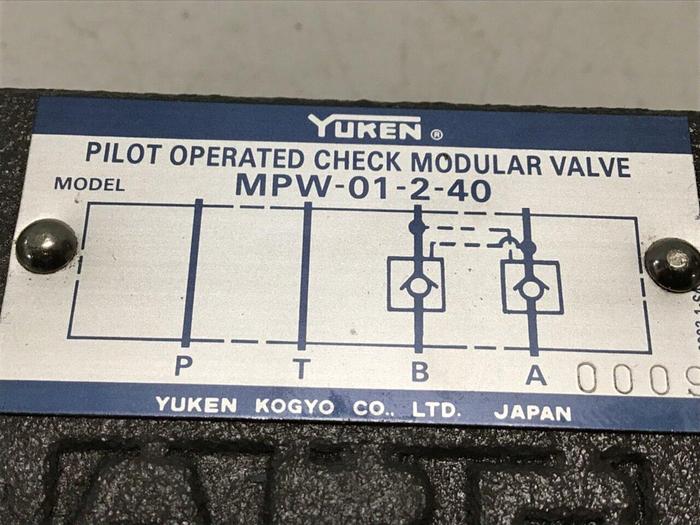 YUKEN ®
PILOT OPERATED CHECK MODULAR VALVE
MODEL MPW-01-2-40
P T B A 000
YUKEN KOGYO CO., LTD. JAPAN